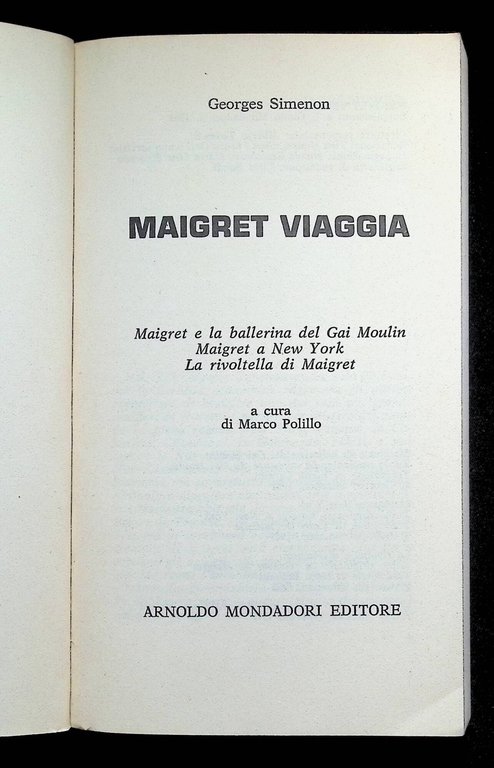 Georges Simenon
MAIGRET VIAGGIA
Maigret e la ballerina del Gai Moulin
Maigret a New York
La rivoltella di Maigret
a cura
di Marco Polillo
ARNOLDO MONDADORI EDITORE